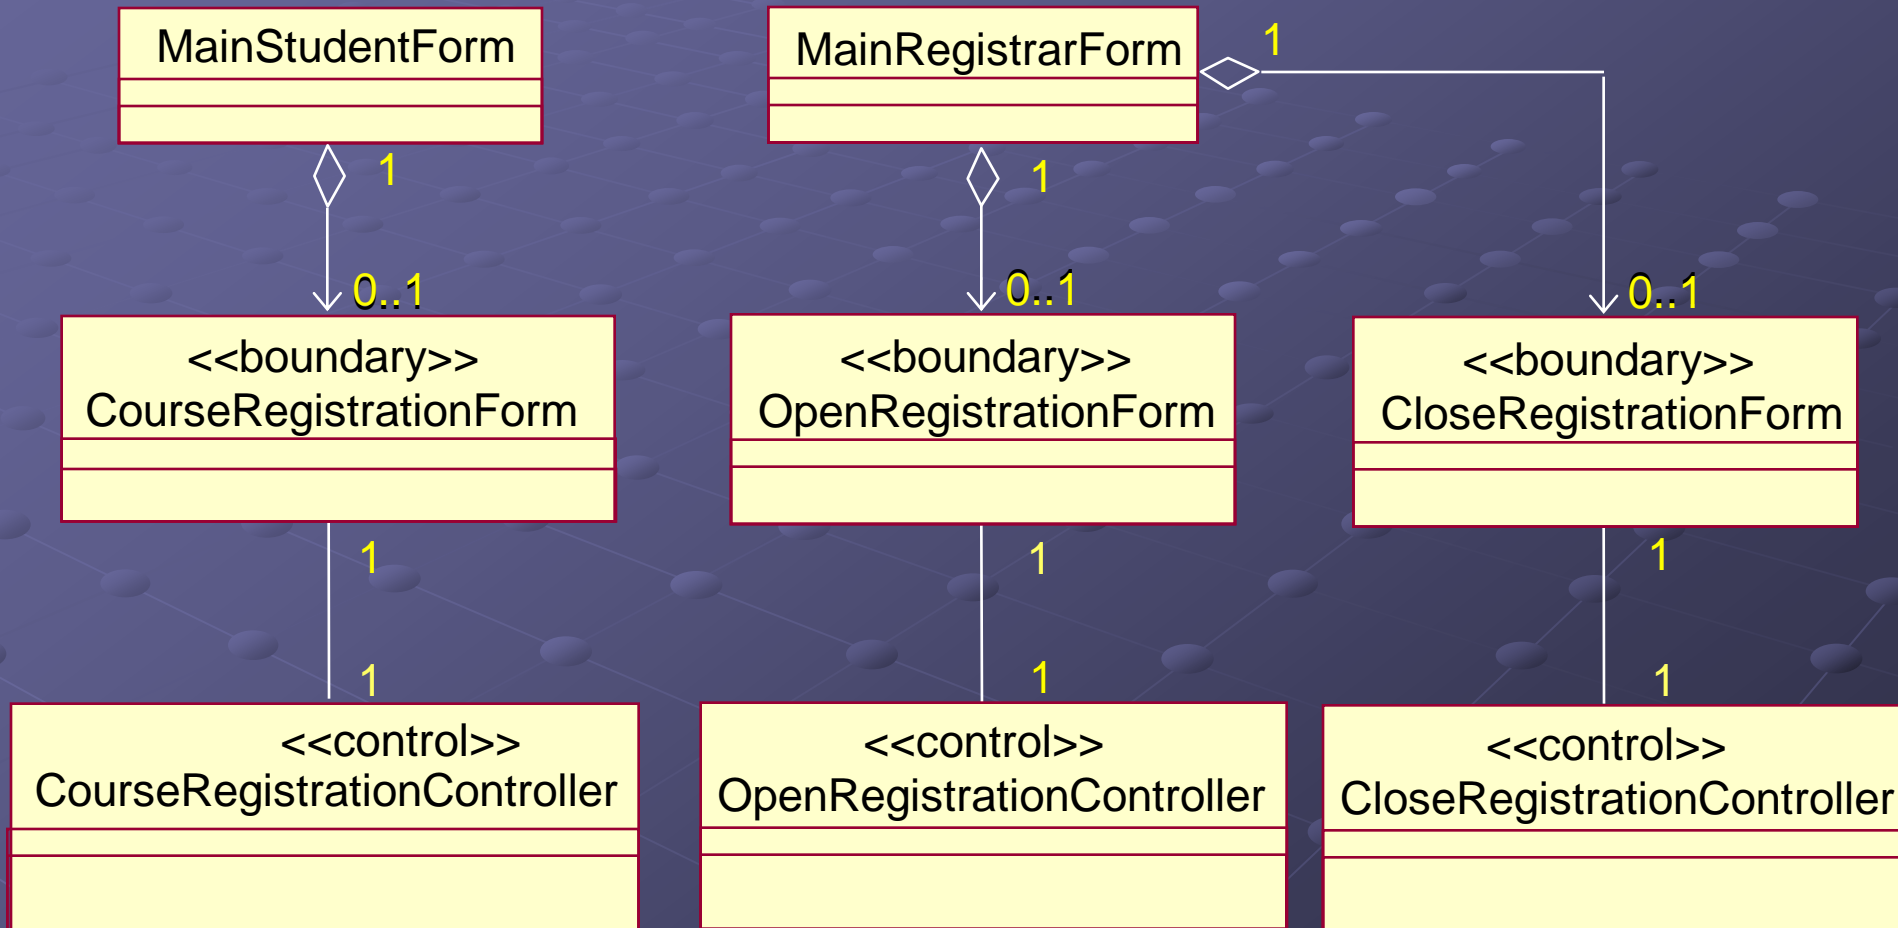 MainStudentForm
MainRegistrarForm
1
1
1
0..1
0..1
0..1
<<boundary>>
CourseRegistrationForm
<<boundary>>
OpenRegistrationForm
<<boundary>>
CloseRegistrationForm
1
1
1
1
1
1
<<control>>
CourseRegistrationController
<<control>>
OpenRegistrationController
<<control>>
CloseRegistrationController